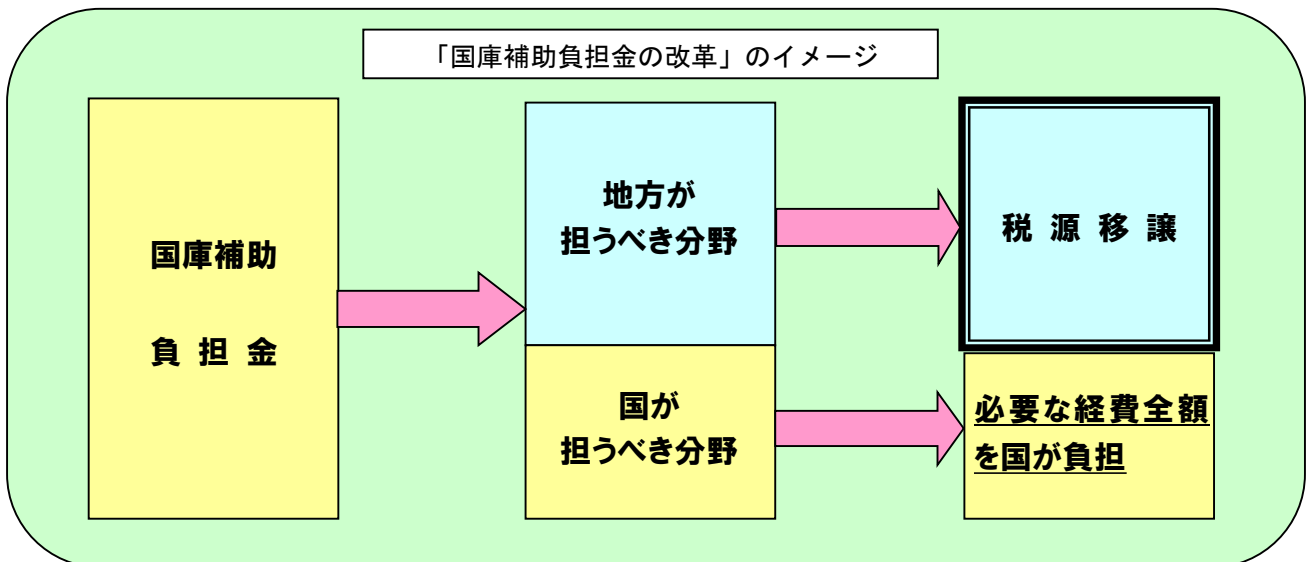 「国庫補助負担金の改革」のイメージ
国庫補助
負担金
地方が
担うべき分野
税源移譲
国が
担うべき分野
必要な経費全額
を国が負担